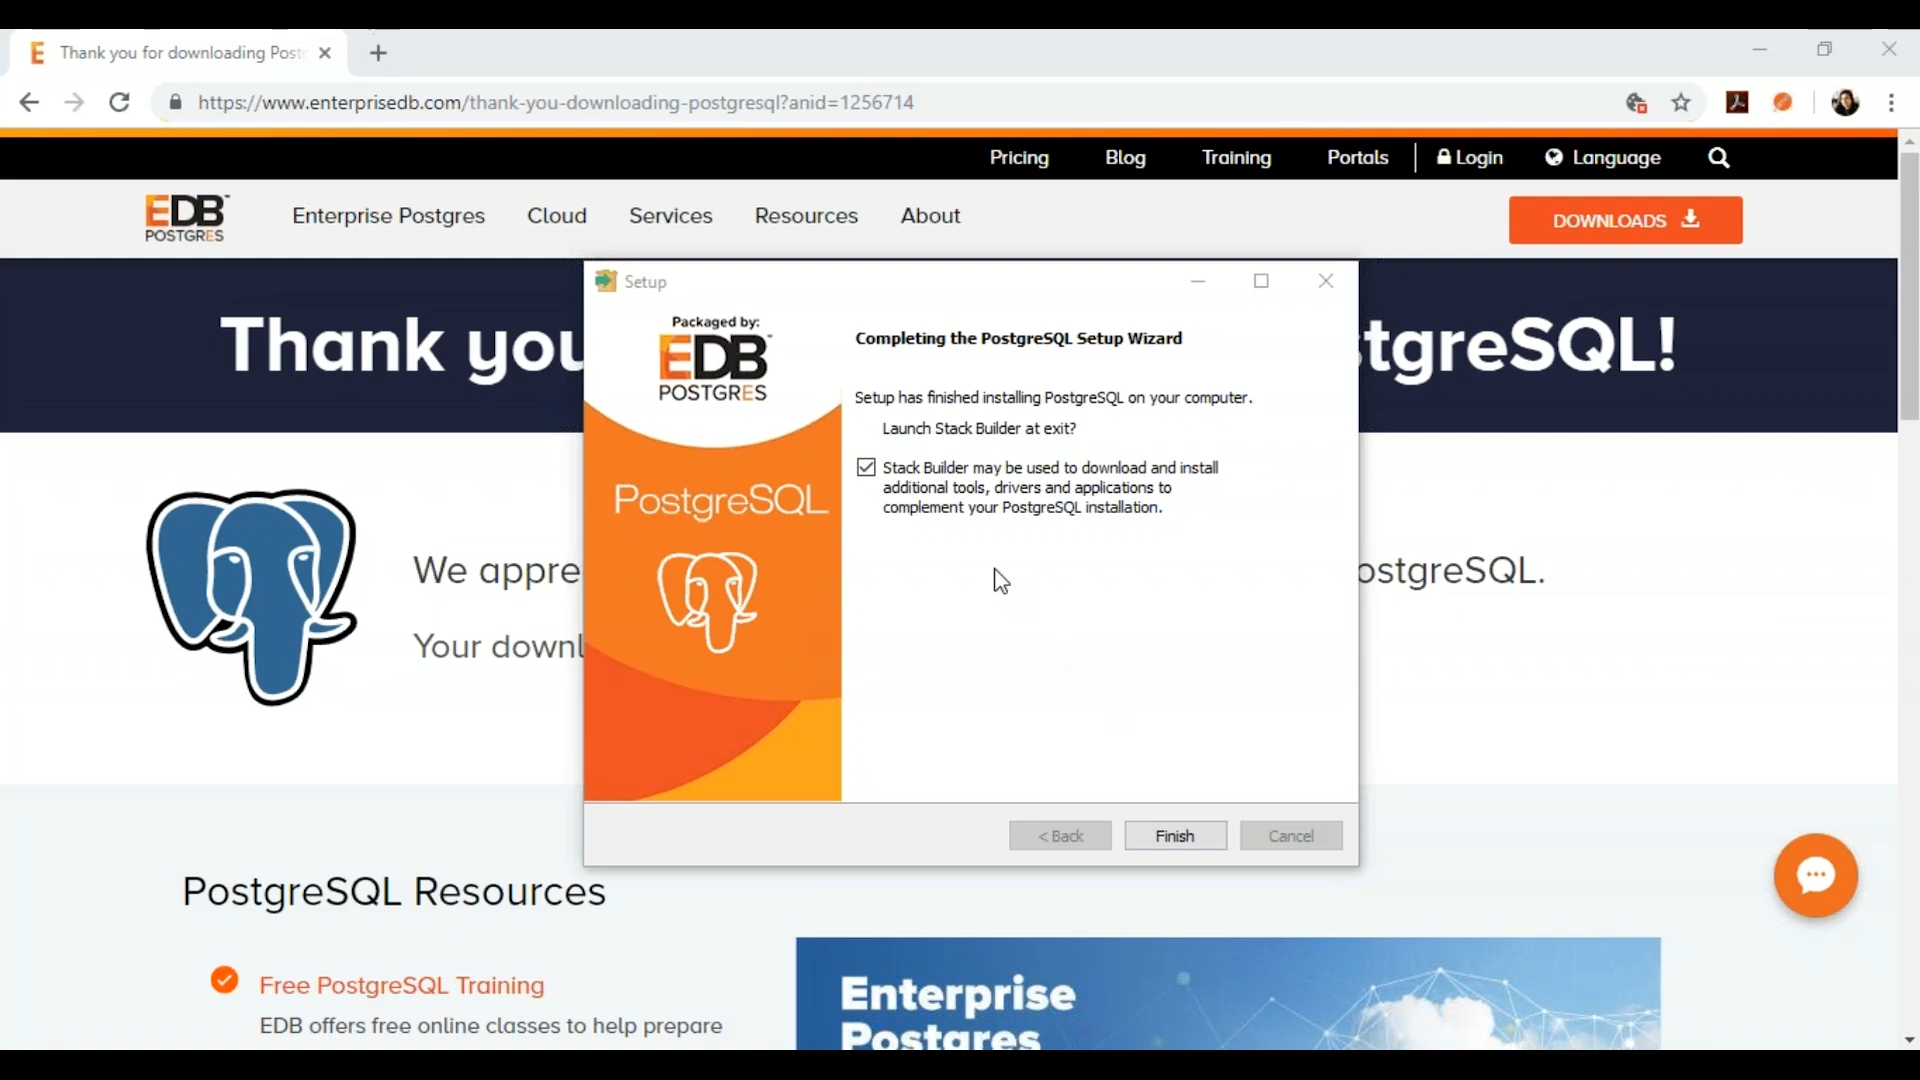 Thank you for downloading Post
https://www.enterprisedb.com/thank-you-downloading-postgresql?anid=1256714
Pricing
Blog
Training
Portals
Login
Language
EDB
POSTGRES
Enterprise Postgres
Cloud
Services
Resources
About
DOWNLOADS
Thank you
stgreSQL!
Setup
Packaged by:
EDB
POSTGRES
PostgreSQL
Completing the PostgreSQL Setup Wizard
Setup has finished installing PostgreSQL on your computer.
Launch Stack Builder at exit?
Stack Builder may be used to download and install
additional tools, drivers and applications to
complement your PostgreSQL installation.
< Back
Finish
Cancel
We appre
ostgreSQL.
Your downl
PostgreSQL Resources
Free PostgreSQL Training
EDB offers free online classes to help prepare
Enterprise
Postgres